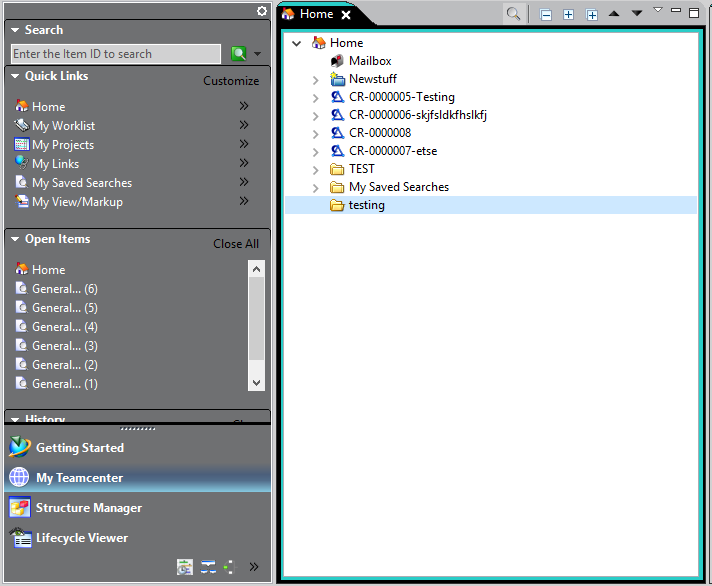 Search
Enter the Item ID to search
Quick Links
Customize
Home
My Worklist
My Projects
My Links
My Saved Searches
My View/Markup
Open Items
Close All
Home
General... (6)
General... (5)
General... (4)
General... (3)
General... (2)
General... (1)
History
Getting Started
My Teamcenter
Structure Manager
Lifecycle Viewer
Home
Home
Mailbox
Newstuff
CR-0000005-Testing
CR-0000006-skjfsldkfhslkfj
CR-0000008
CR-0000007-etse
TEST
My Saved Searches
testing